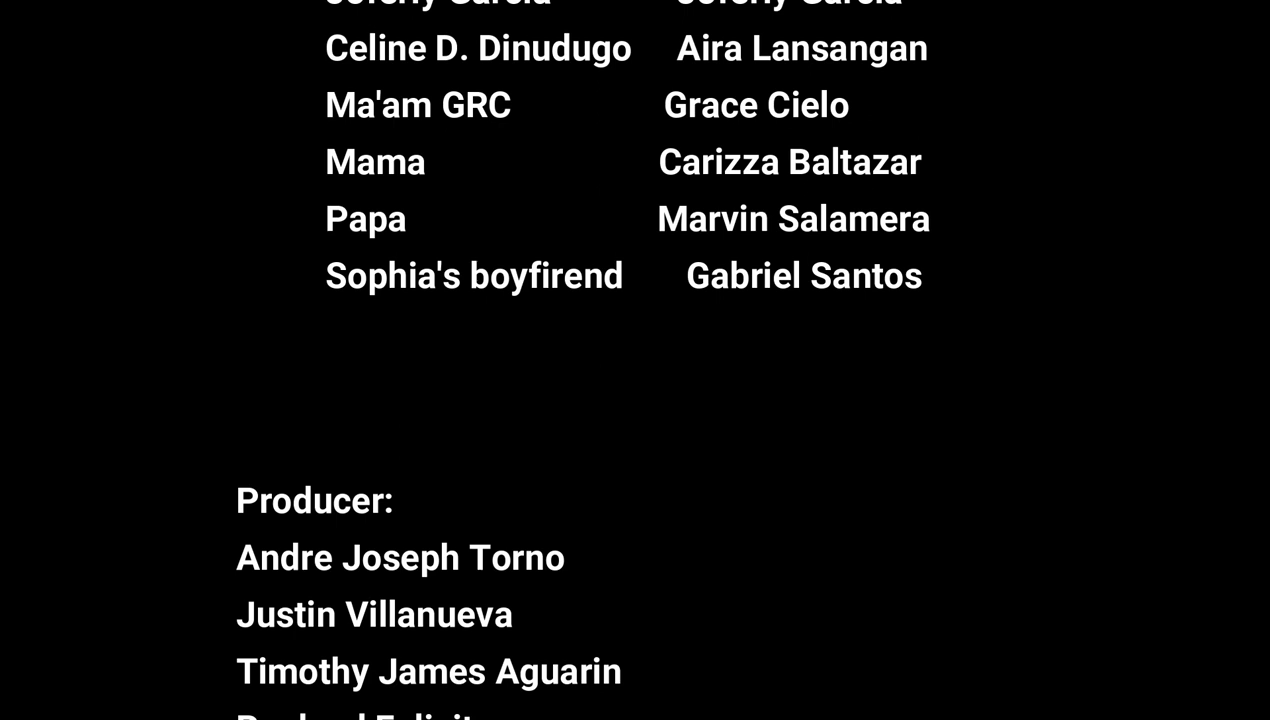 Celine D. Dinudugo Aira Lansangan
Ma'am GRC Grace Cielo
Mama Carizza Baltazar
Papa Marvin Salamera
Sophia's boyfirend Gabriel Santos
Producer:
Andre Joseph Torno
Justin Villanueva
Timothy James Aguarin